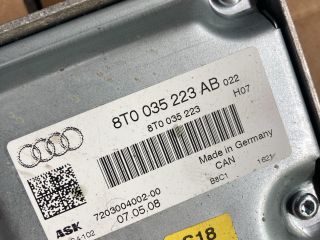 8T0 035 223 AB 022
H07
8T0 035 223
Made in Germany
CAN
B8C1 1621
7203004002-00
ASK 07.05.08